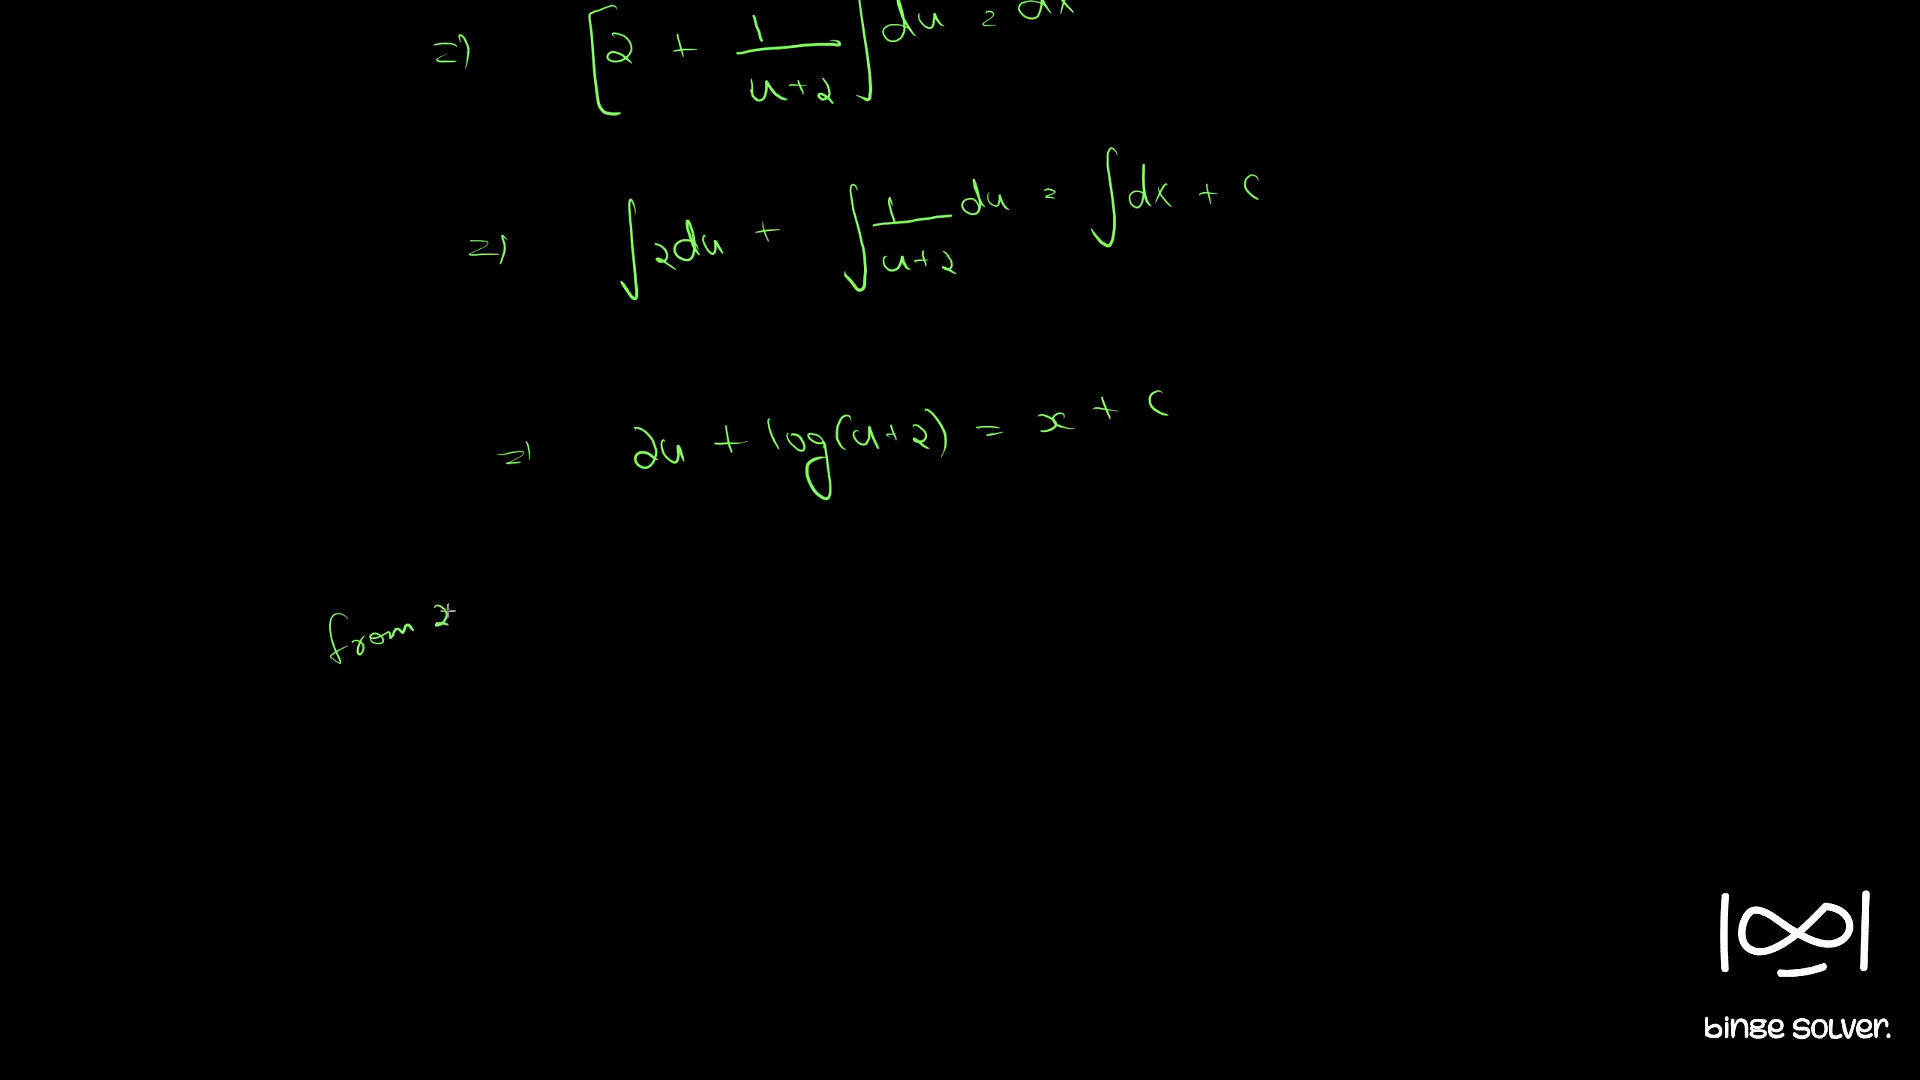 =) [2 + 1/(u+2)] du = dx
=) ∫2du + ∫1/(u+2) du = ∫dx + c
=) 2u + log(u+2) = x + c
from
binge solver.